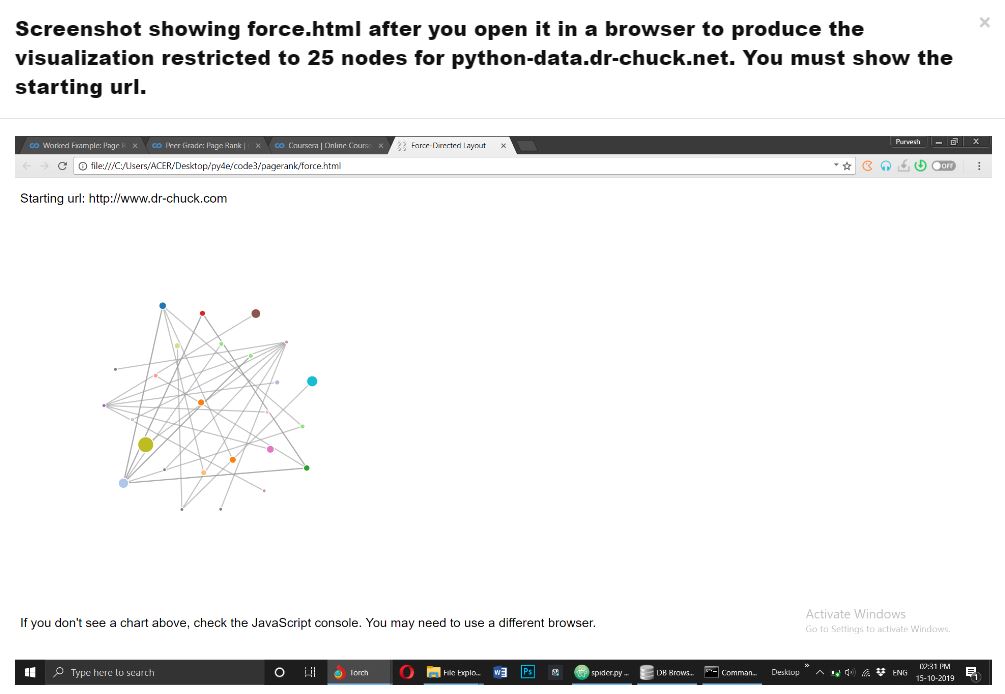 Screenshot showing force.html after you open it in a browser to produce the
visualization restricted to 25 nodes for python-data.dr-chuck.net. You must show the
starting url.
×
Worked Example: Page R × Peer Grade: Page Rank | × Coursera | Online Course × Force-Directed Layout × Purvesh
file:///C:/Users/ACER/Desktop/py4e/code3/pagerank/force.html OFF
Starting url: http://www.dr-chuck.com
If you don't see a chart above, check the JavaScript console. You may need to use a different browser.
Activate Windows
Go to Settings to activate Windows.
Type here to search Torch File Explo... Ps spider.py ... DB Brows... Comman... Desktop ENG 02:31 PM
15-10-2019